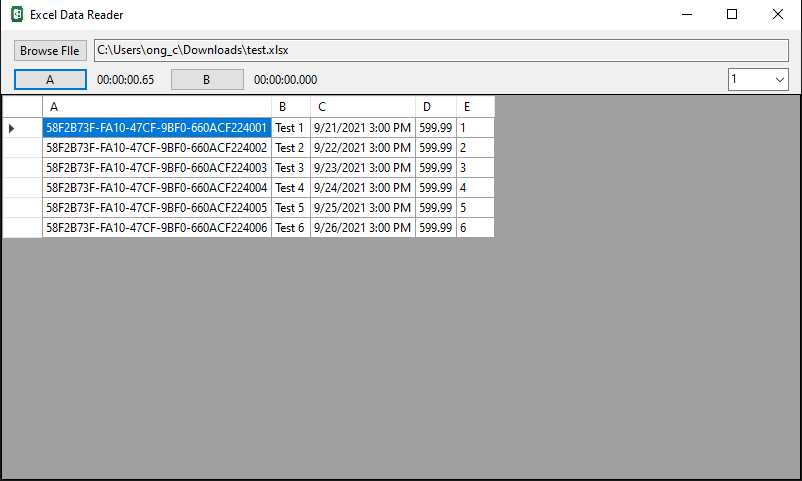 Excel Data Reader
Browse FIle C:\Users\ong_c\Downloads\test.xlsx
A 00:00:00.65 B 00:00:00.000 1
A B C D E
58F2B73F-FA10-47CF-9BF0-660ACF224001 Test 1 9/21/2021 3:00 PM 599.99 1
58F2B73F-FA10-47CF-9BF0-660ACF224002 Test 2 9/22/2021 3:00 PM 599.99 2
58F2B73F-FA10-47CF-9BF0-660ACF224003 Test 3 9/23/2021 3:00 PM 599.99 3
58F2B73F-FA10-47CF-9BF0-660ACF224004 Test 4 9/24/2021 3:00 PM 599.99 4
58F2B73F-FA10-47CF-9BF0-660ACF224005 Test 5 9/25/2021 3:00 PM 599.99 5
58F2B73F-FA10-47CF-9BF0-660ACF224006 Test 6 9/26/2021 3:00 PM 599.99 6